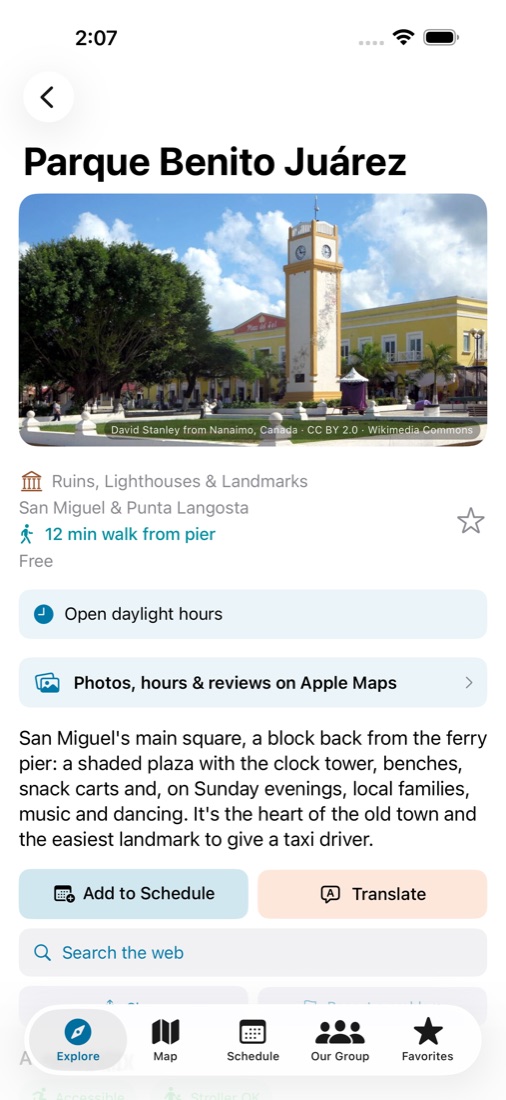 2:07
Parque Benito Juárez
David Stanley from Nanaimo, Canada · CC BY 2.0 · Wikimedia Commons
Ruins, Lighthouses & Landmarks
San Miguel & Punta Langosta
12 min walk from pier
Free
Open daylight hours
Photos, hours & reviews on Apple Maps
San Miguel's main square, a block back from the ferry
pier: a shaded plaza with the clock tower, benches,
snack carts and, on Sunday evenings, local families,
music and dancing. It's the heart of the old town and
the easiest landmark to give a taxi driver.
Add to Schedule
Translate
Search the web
Explore
Map
Schedule
Our Group
Favorites
Accessible
Stroller OK